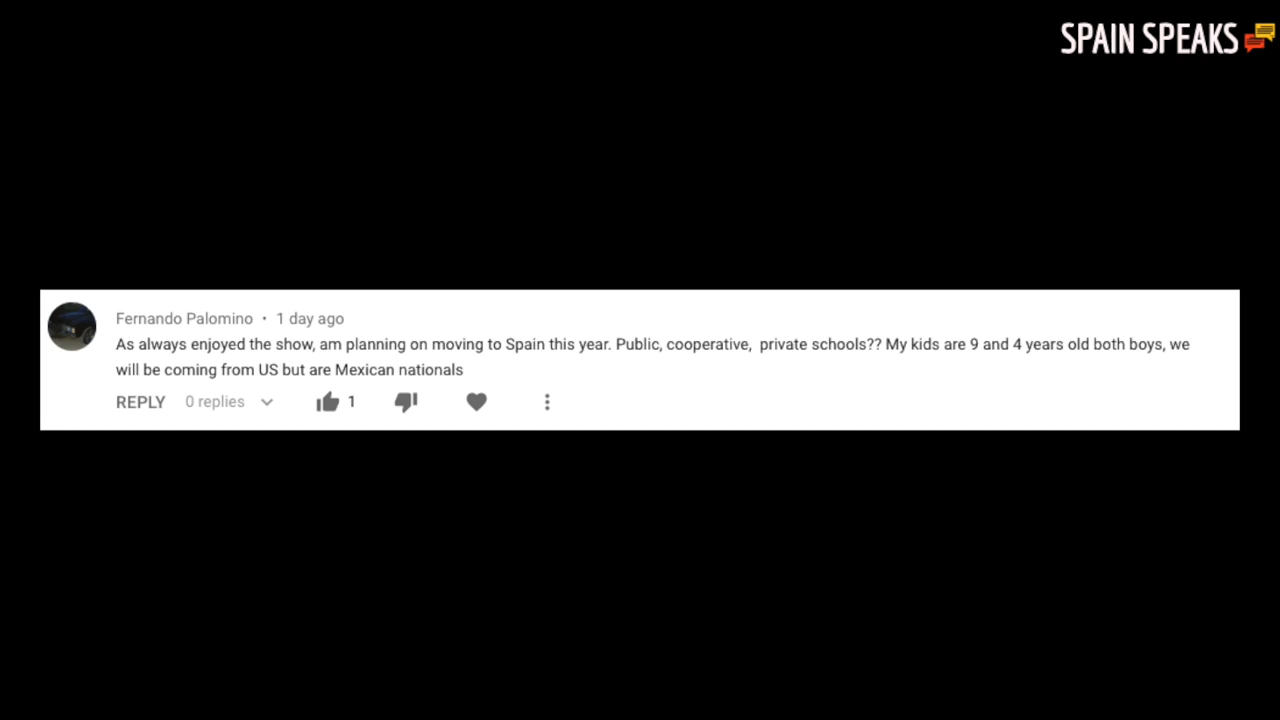 SPAIN SPEAKS
Fernando Palomino • 1 day ago
As always enjoyed the show, am planning on moving to Spain this year. Public, cooperative,  private schools?? My kids are 9 and 4 years old both boys, we
will be coming from US but are Mexican nationals
REPLY 0 replies 1